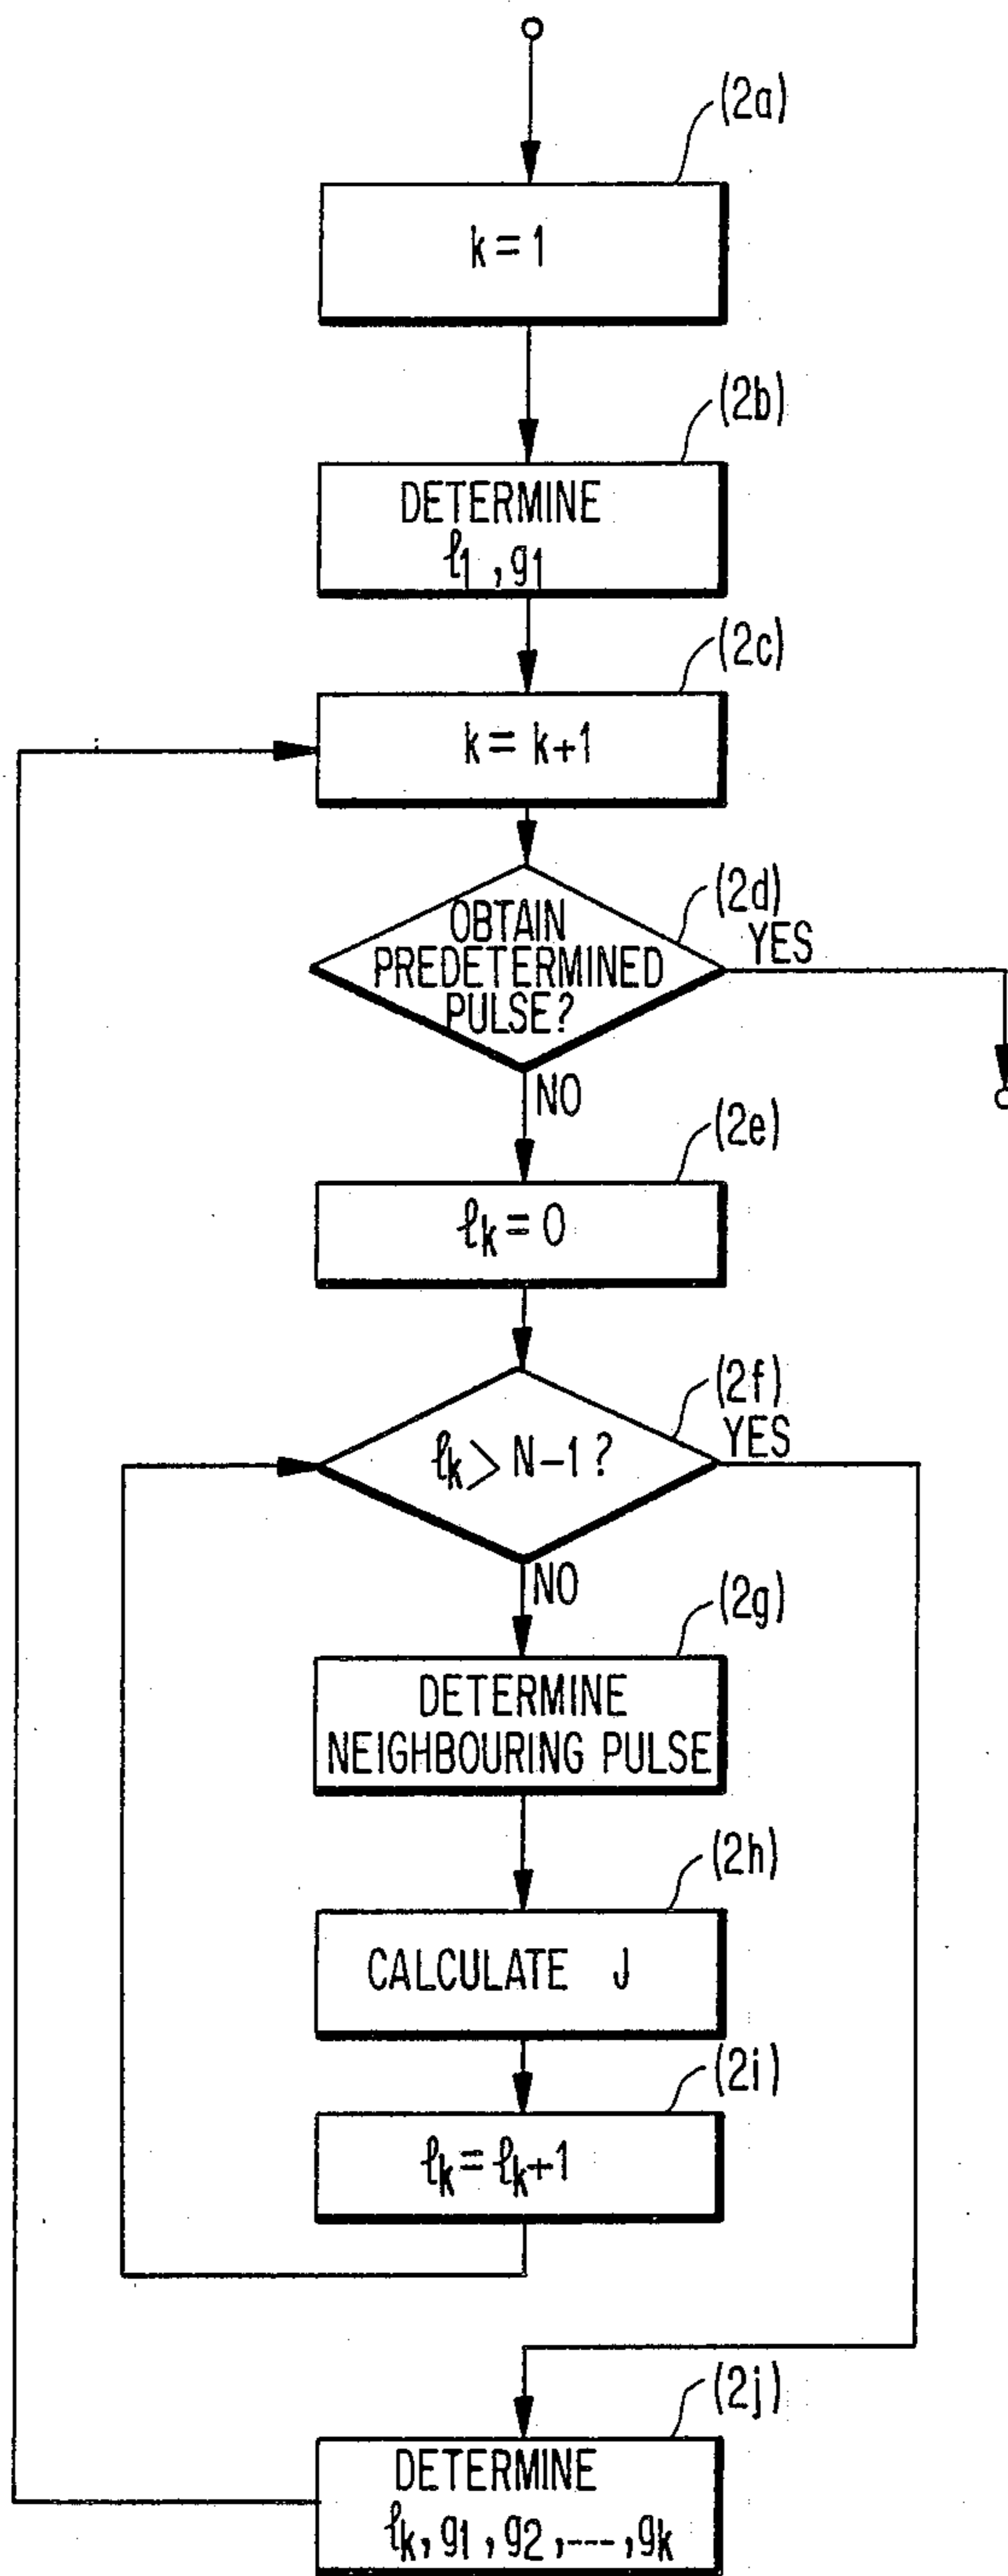 (2a)
k = 1
(2b)
DETERMINE
ℓ1 , g1
(2c)
k = k+1
(2d)
OBTAIN
PREDETERMINED
PULSE?
YES
NO
(2e)
ℓk = 0
(2f)
ℓk > N-1 ?
YES
NO
(2g)
DETERMINE
NEIGHBOURING PULSE
(2h)
CALCULATE J
(2i)
ℓk = ℓk+1
(2j)
DETERMINE
ℓk, g1 , g2 , ---, gk